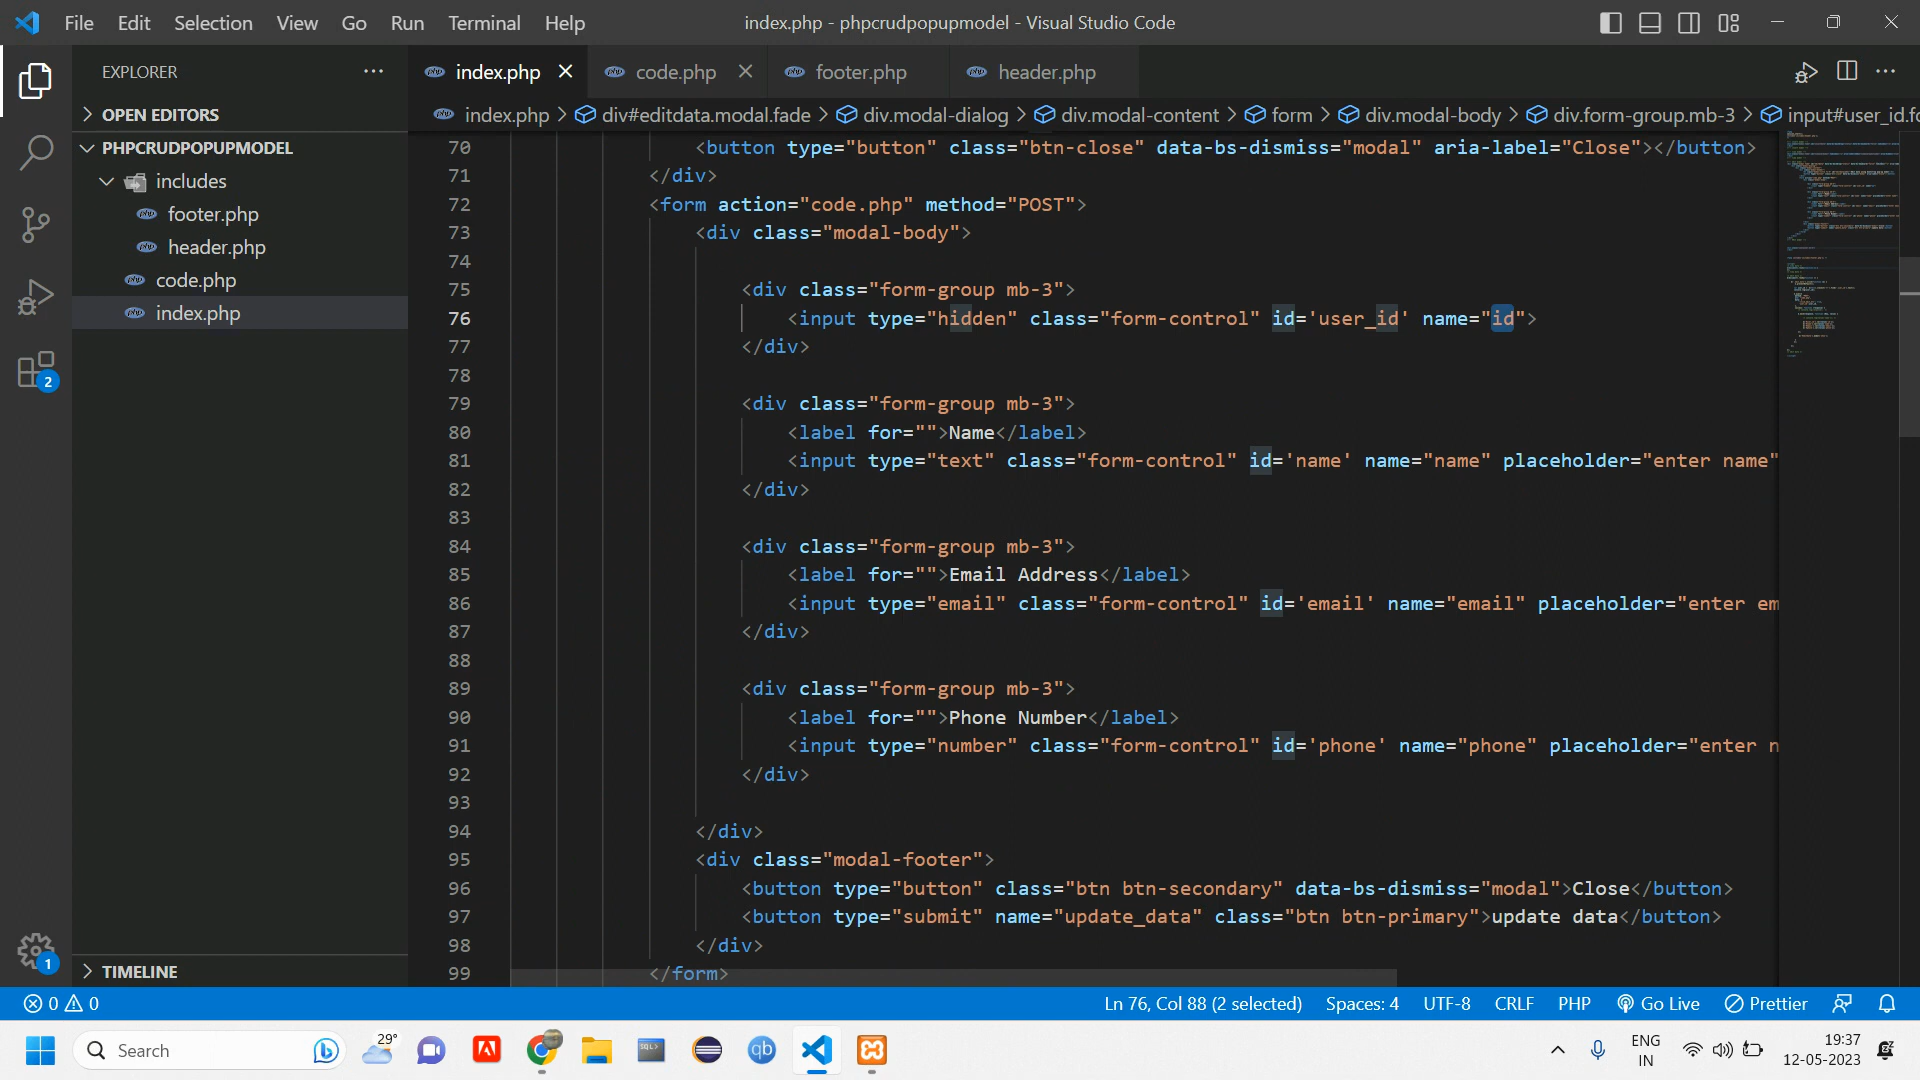 File Edit Selection View Go Run Terminal Help index.php - phpcrudpopupmodel - Visual Studio Code
EXPLORER
index.php code.php footer.php header.php
OPEN EDITORS
index.php > div#editdata.modal.fade > div.modal-dialog > div.modal-content > form > div.modal-body > div.form-group.mb-3 > input#user_id.fo
PHPCRUDPOPUPMODEL
includes
footer.php
header.php
code.php
index.php
70 <button type="button" class="btn-close" data-bs-dismiss="modal" aria-label="Close"></button>
71 </div>
72 <form action="code.php" method="POST">
73 <div class="modal-body">
74
75 <div class="form-group mb-3">
76 <input type="hidden" class="form-control" id='user_id' name="id">
77 </div>
78
79 <div class="form-group mb-3">
80 <label for="">Name</label>
81 <input type="text" class="form-control" id='name' name="name" placeholder="enter name"
82 </div>
83
84 <div class="form-group mb-3">
85 <label for="">Email Address</label>
86 <input type="email" class="form-control" id='email' name="email" placeholder="enter em
87 </div>
88
89 <div class="form-group mb-3">
90 <label for="">Phone Number</label>
91 <input type="number" class="form-control" id='phone' name="phone" placeholder="enter n
92 </div>
93
94 </div>
95 <div class="modal-footer">
96 <button type="button" class="btn btn-secondary" data-bs-dismiss="modal">Close</button>
97 <button type="submit" name="update_data" class="btn btn-primary">update data</button>
98 </div>
99 </form>
2
1
TIMELINE
0 0 Ln 76, Col 88 (2 selected) Spaces: 4 UTF-8 CRLF PHP Go Live Prettier
Search
29°
SQL>
qb
ENG
IN
19:37
12-05-2023